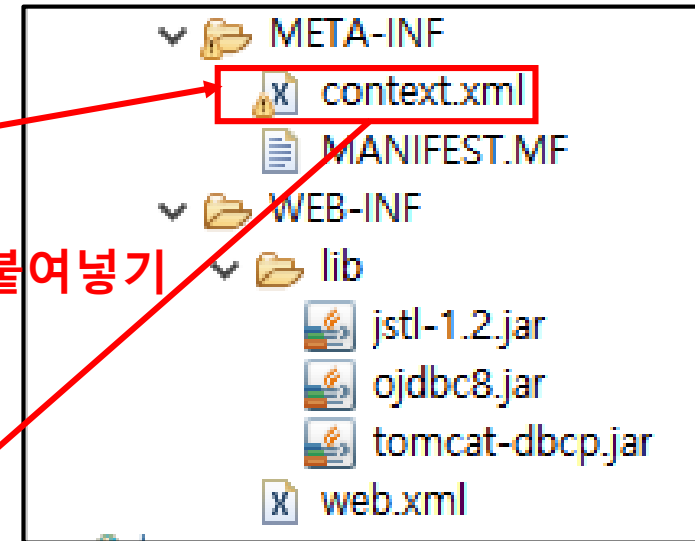 META-INF
context.xml
MANIFEST.MF
WEB-INF
붙여넣기
lib
jstl-1.2.jar
ojdbc8.jar
tomcat-dbcp.jar
web.xml